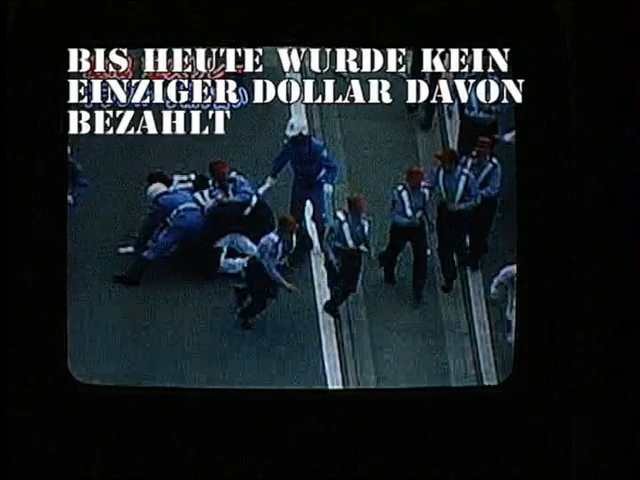 BIS HEUTE WURDE KEIN
EINZIGER DOLLAR DAVON
BEZAHLT